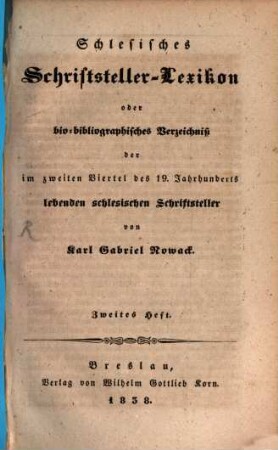 Schlesisches
Schriftsteller-Lexikon
oder
bio-bibliographisches Verzeichniß
der
im zweiten Viertel des 19. Jahrhunderts
lebenden schlesischen Schriftsteller
von
Karl Gabriel Nowack.
Zweites Heft.
Breslau,
Verlag von Wilhelm Gottlieb Korn.
1838.